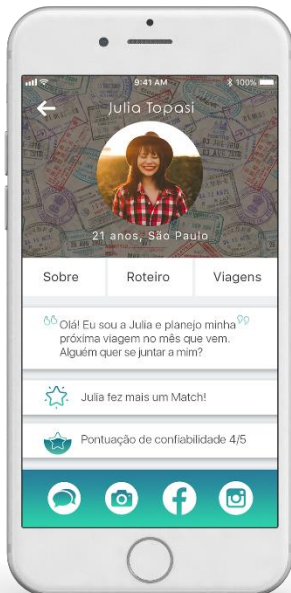 9:41 AM
100%
Julia Topasi
21 anos, São Paulo
Sobre
Roteiro
Viagens
Olá! Eu sou a Julia e planejo minha
próxima viagem no mês que vem.
Alguém quer se juntar a mim?
Julia fez mais um Match!
Pontuação de confiabilidade 4/5